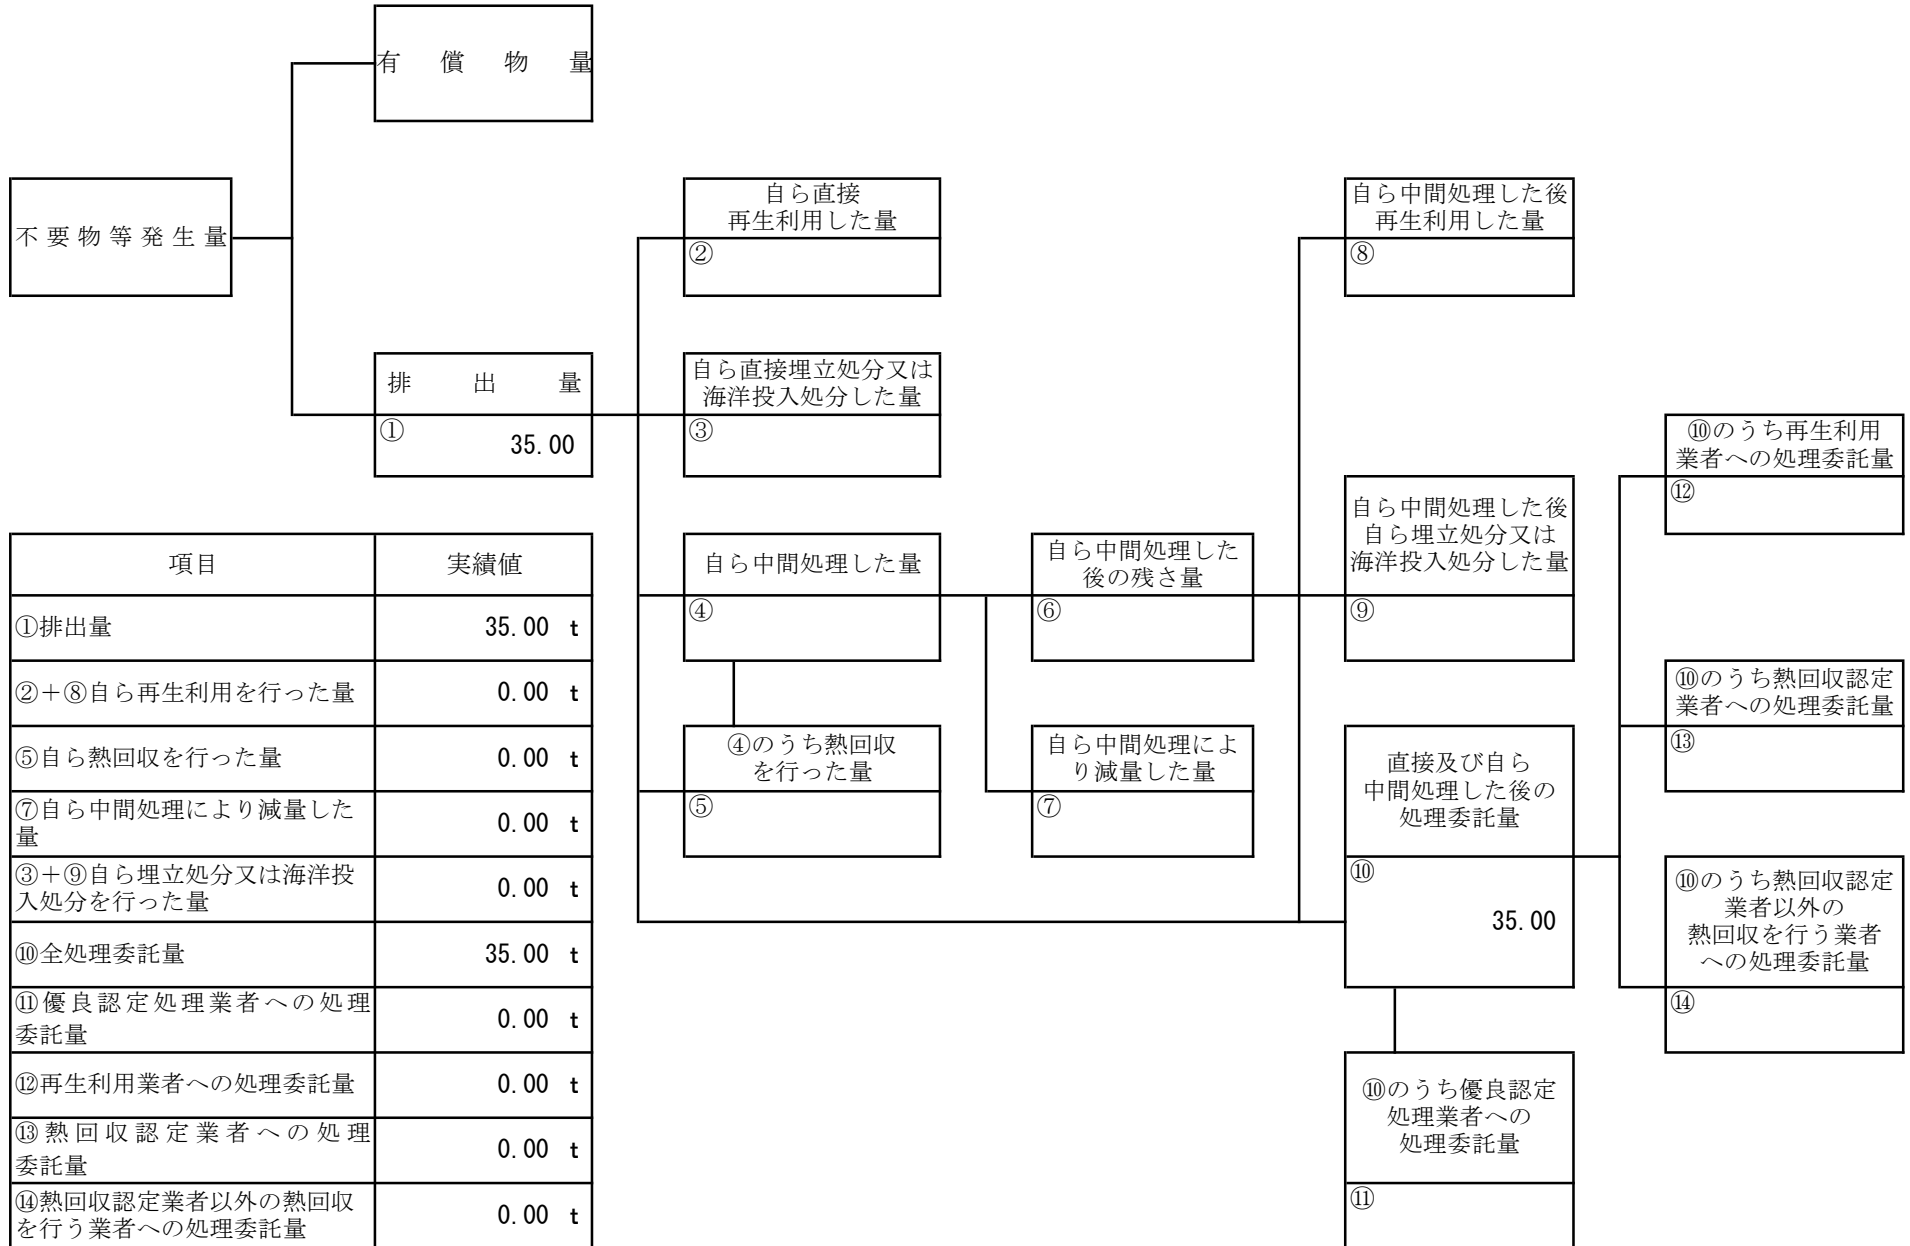 有償物量
不要物等発生量
排出量
①
35.00
自ら直接
再生利用した量
②
自ら直接埋立処分又は
海洋投入処分した量
③
自ら中間処理した量
④
④のうち熱回収
を行った量
⑤
自ら中間処理した
後の残さ量
⑥
自ら中間処理によ
り減量した量
⑦
自ら中間処理した後
再生利用した量
⑧
自ら中間処理した後
自ら埋立処分又は
海洋投入処分した量
⑨
直接及び自ら
中間処理した後の
処理委託量
⑩
35.00
⑩のうち優良認定
処理業者への
処理委託量
⑪
⑩のうち再生利用
業者への処理委託量
⑫
⑩のうち熱回収認定
業者への処理委託量
⑬
⑩のうち熱回収認定
業者以外の
熱回収を行う業者
への処理委託量
⑭
項目 実績値
①排出量 35.00 t
②+⑧自ら再生利用を行った量 0.00 t
⑤自ら熱回収を行った量 0.00 t
⑦自ら中間処理により減量した
量 0.00 t
③+⑨自ら埋立処分又は海洋投
入処分を行った量 0.00 t
⑩全処理委託量 35.00 t
⑪優良認定処理業者への処理
委託量 0.00 t
⑫再生利用業者への処理委託量 0.00 t
⑬熱回収認定業者への処理
委託量 0.00 t
⑭熱回収認定業者以外の熱回収
を行う業者への処理委託量 0.00 t